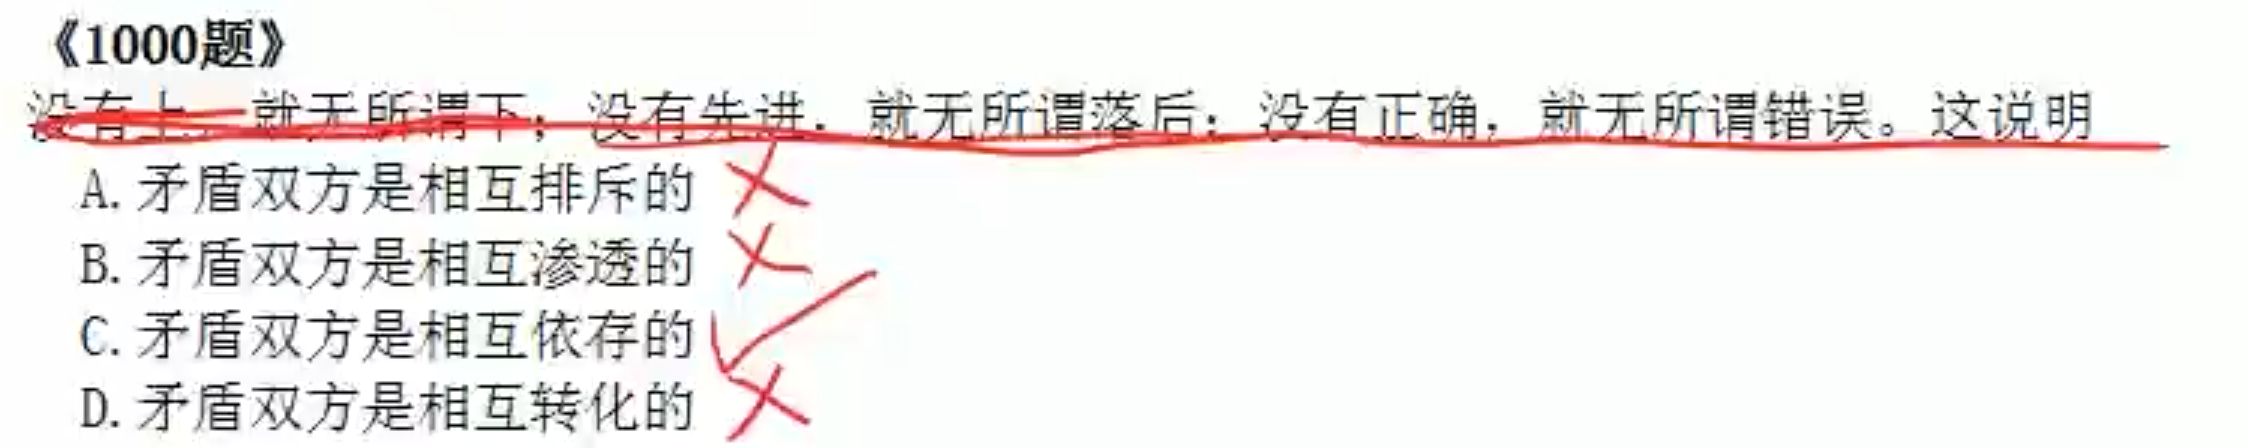 《1000题》
没有上，就无所谓下；没有先进，就无所谓落后；没有正确，就无所谓错误。这说明
A.矛盾双方是相互排斥的
B.矛盾双方是相互渗透的
C.矛盾双方是相互依存的
D.矛盾双方是相互转化的